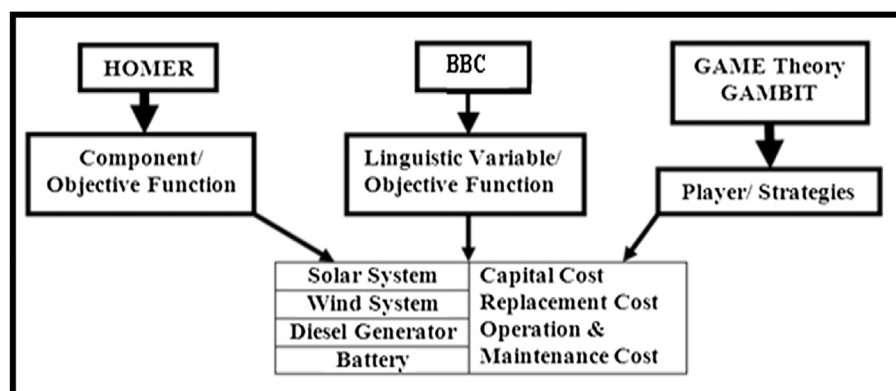 HOMER
BBC
GAME Theory
GAMBIT
Component/
Objective Function
Linguistic Variable/
Objective Function
Player/ Strategies
Solar System
Wind System
Diesel Generator
Battery
Capital Cost
Replacement Cost
Operation &
Maintenance Cost